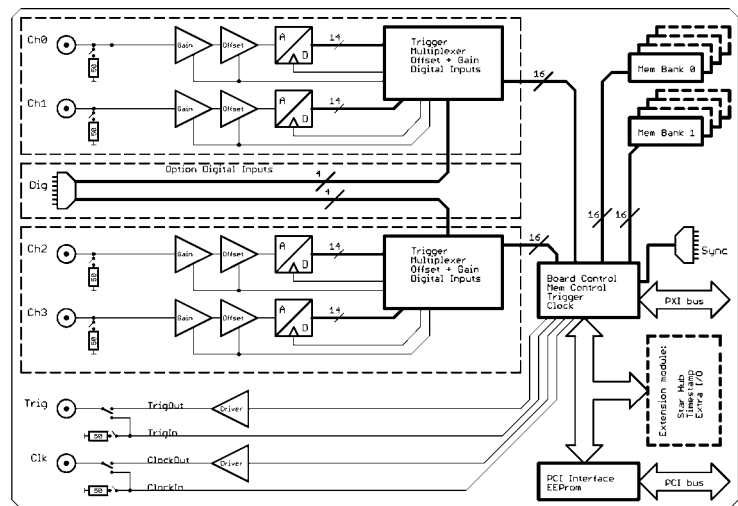 Ch0
50
Gain
Offset
A
D
14
Trigger
Multiplexer
Offset + Gain
Digital Inputs
16
Mem Bank 0
Ch1
50
Gain
Offset
A
D
14
Mem Bank 1
Option Digital Inputs
Dig
4
4
16
16
Sync
Ch2
50
Gain
Offset
A
D
14
Trigger
Multiplexer
Offset + Gain
Digital Inputs
16
Board Control
Mem Control
Trigger
Clock
PXI bus
Ch3
50
Gain
Offset
A
D
14
Extension module:
Star Hub
Timestamp
Extra I/O
Trig
TrigOut
Driver
50
TrigIn
Clk
ClockOut
Driver
50
ClockIn
PCI Interface
EEProm
PCI bus